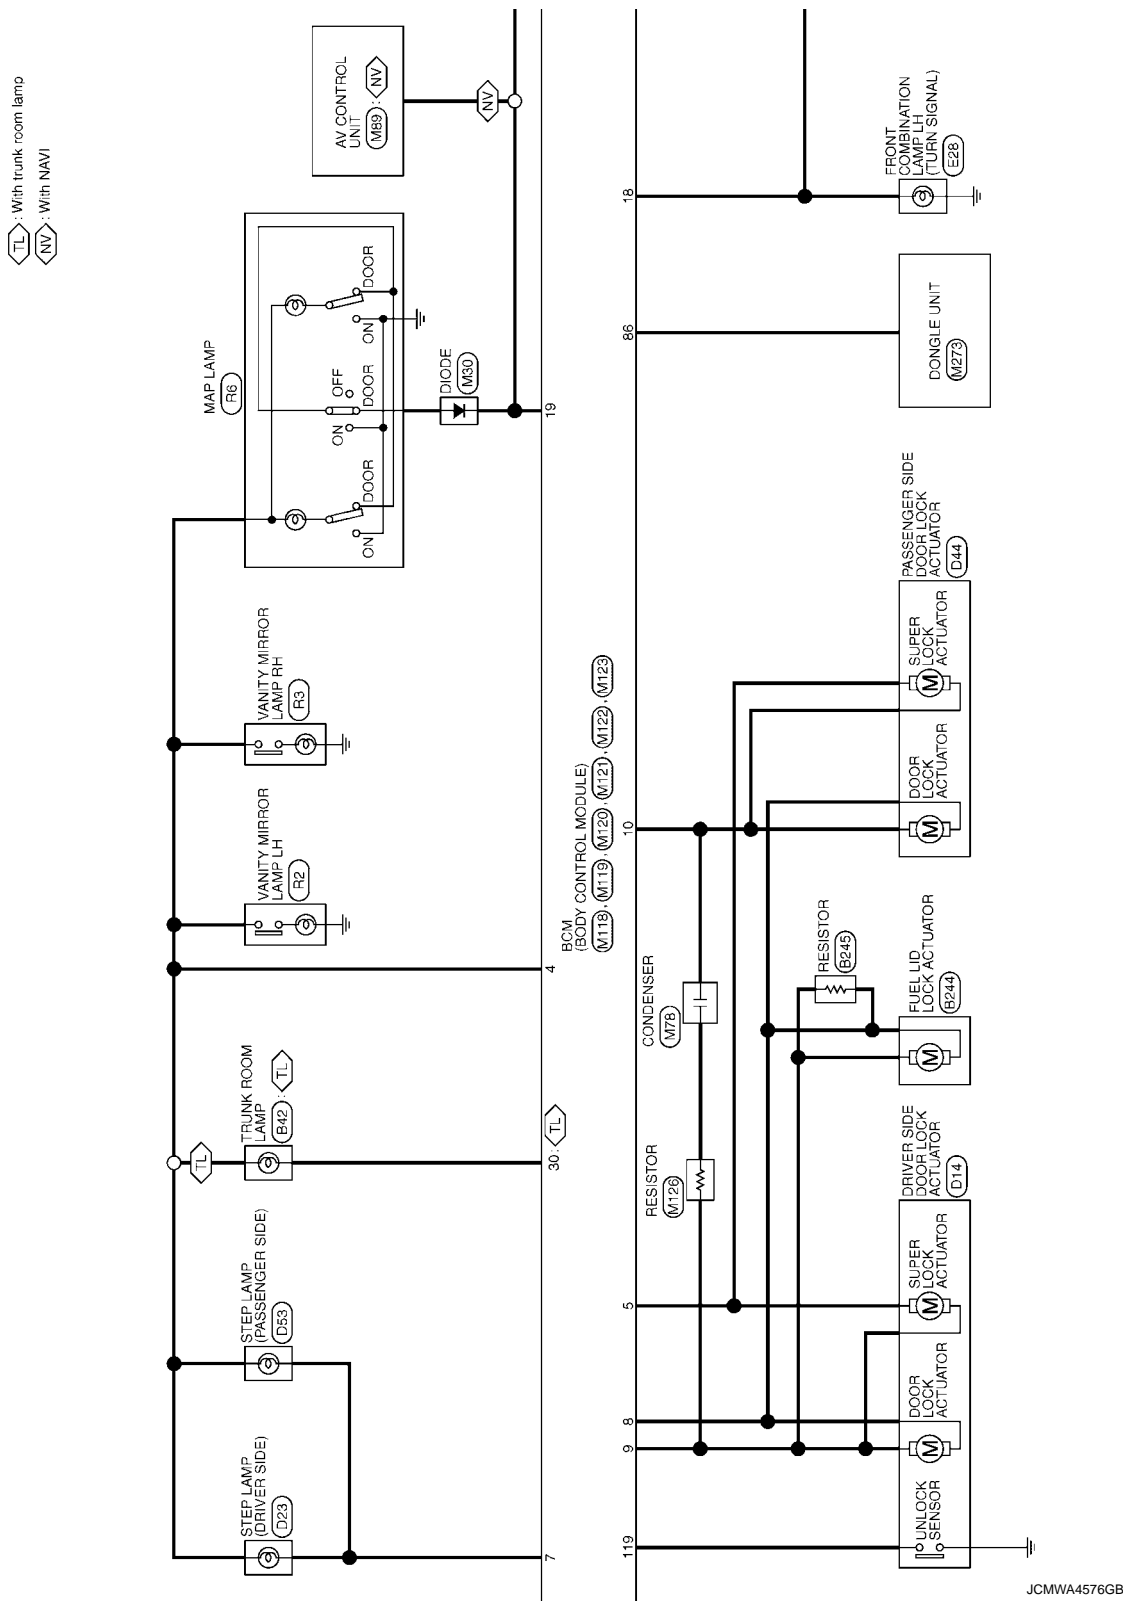 TL : With trunk room lamp
NV : With NAVI
AV CONTROL
UNIT
M89 : NV
NV
MAP LAMP
R6
ON
DOOR
ON
OFF
DOOR
ON
DOOR
DIODE
M30
19
VANITY MIRROR
LAMP RH
R3
VANITY MIRROR
LAMP LH
R2
4
TRUNK ROOM
LAMP
B42 : TL
TL
30 : TL
STEP LAMP
(PASSENGER SIDE)
D53
STEP LAMP
(DRIVER SIDE)
D23
7
BCM
(BODY CONTROL MODULE)
M118 , M119 , M120 , M121 , M122 , M123
18
FRONT
COMBINATION
LAMP LH
(TURN SIGNAL)
E28
86
DONGLE UNIT
M273
PASSENGER SIDE
DOOR LOCK
ACTUATOR
D44
SUPER
LOCK
ACTUATOR
M
DOOR
LOCK
ACTUATOR
M
10
CONDENSER
M78
RESISTOR
B245
FUEL LID
LOCK ACTUATOR
B244
M
RESISTOR
M126
DRIVER SIDE
DOOR LOCK
ACTUATOR
D14
5
SUPER
LOCK
ACTUATOR
M
8
9
DOOR
LOCK
ACTUATOR
M
119
UNLOCK
SENSOR
JCMWA4576GB